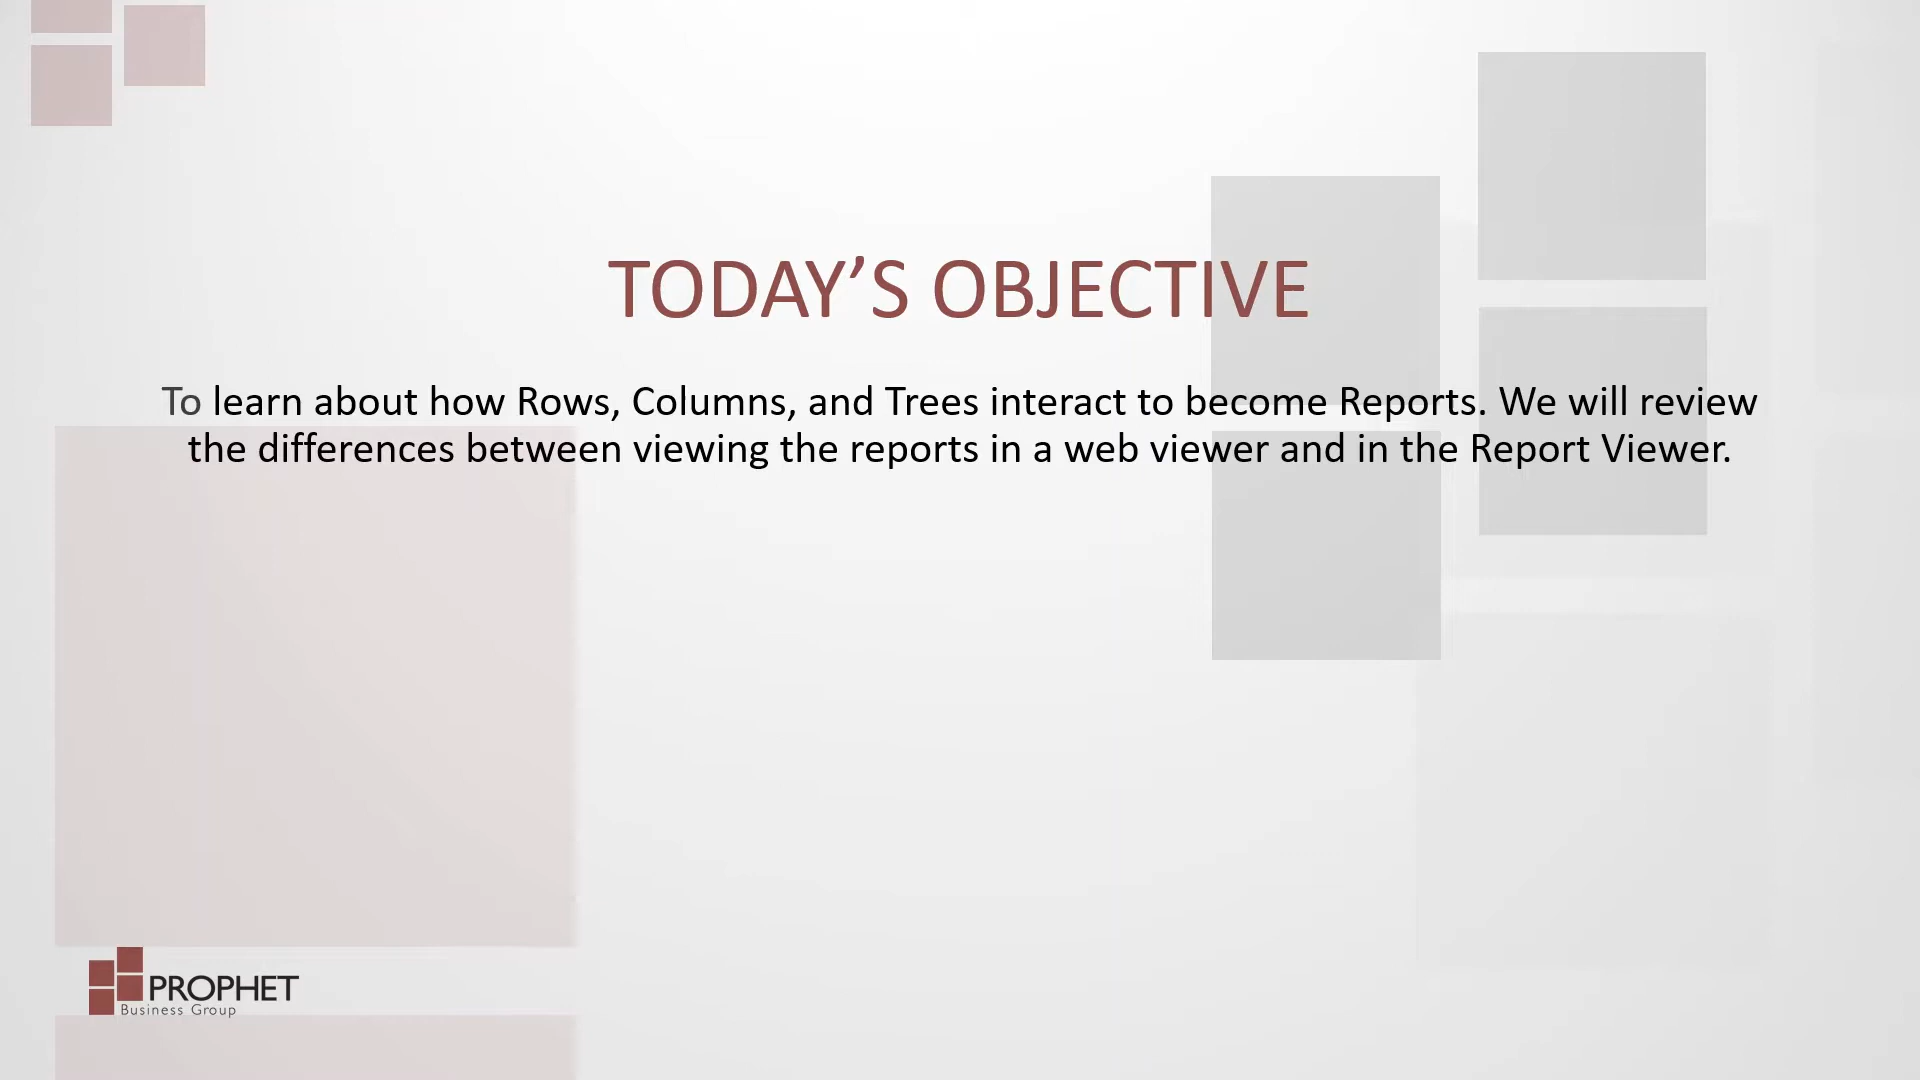 TODAY’S OBJECTIVE
To learn about how Rows, Columns, and Trees interact to become Reports. We will review
the differences between viewing the reports in a web viewer and in the Report Viewer.
PROPHET
Business Group